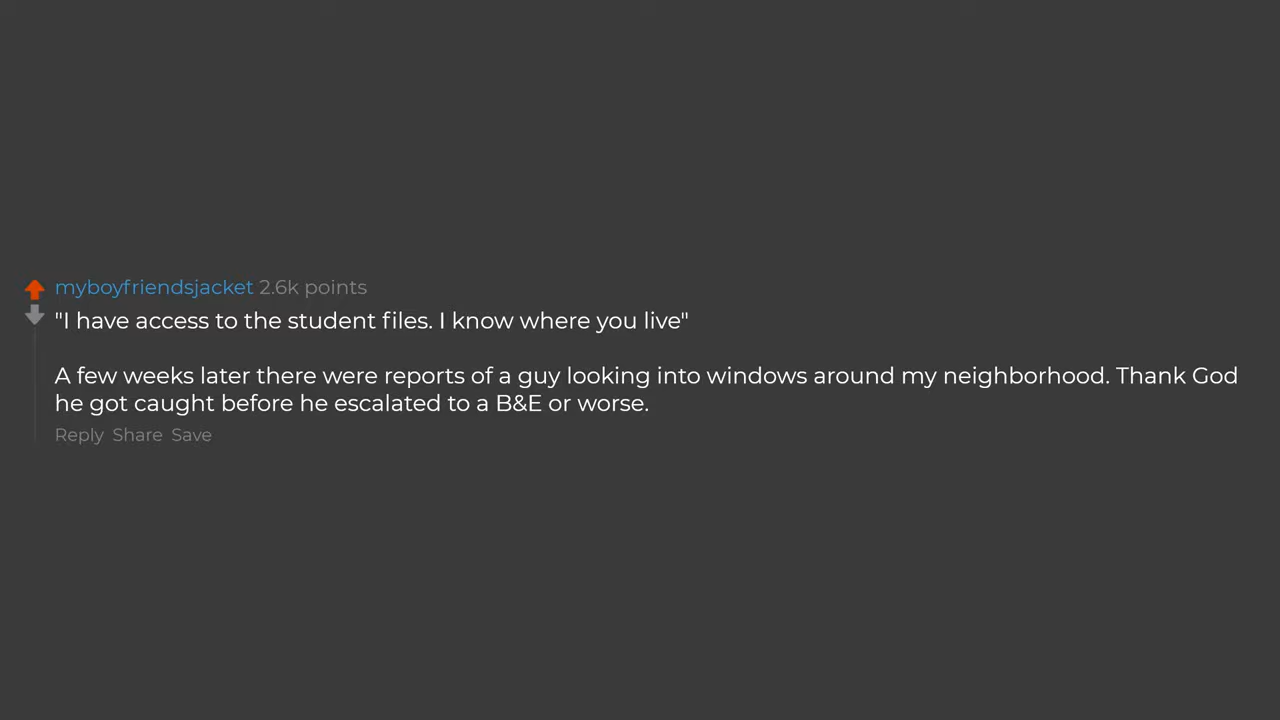 myboyfriendsjacket 2.6k points
"I have access to the student files. I know where you live"
A few weeks later there were reports of a guy looking into windows around my neighborhood. Thank God
he got caught before he escalated to a B&E or worse.
Reply Share Save